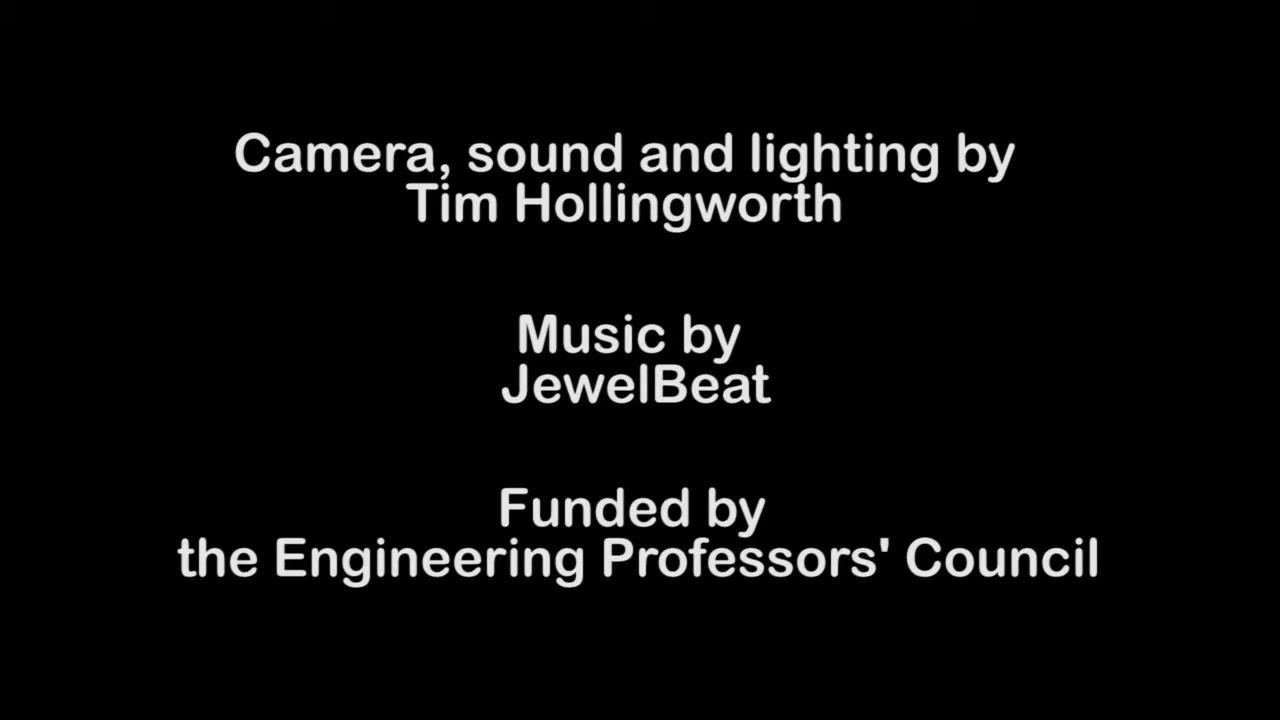 Camera, sound and lighting by
Tim Hollingworth
Music by
JewelBeat
Funded by
the Engineering Professors' Council